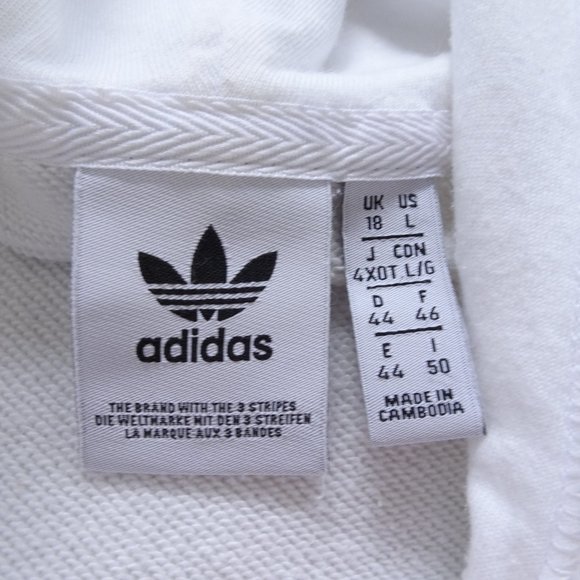 adidas
THE BRAND WITH THE 3 STRIPES
DIE WELTMARKE MIT DEN 3 STREIFEN
LA MARQUE AUX 3 BANDES
UK US
18 L
J CDN
4XOT L/G
D F
44 46
E I
44 50
MADE IN
CAMBODIA